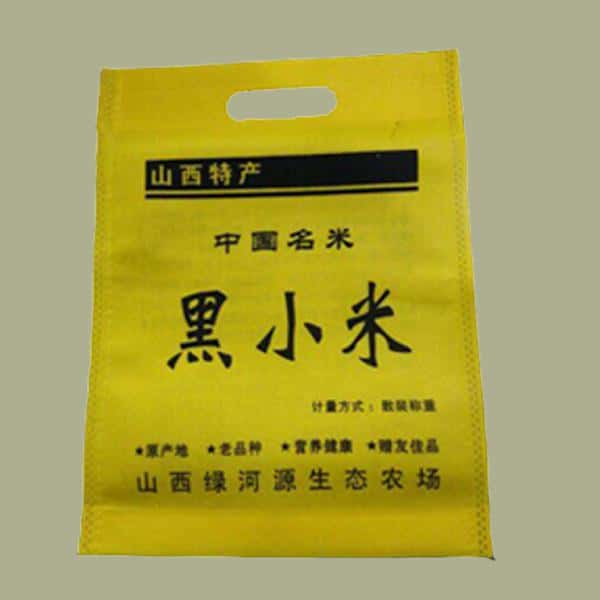 山西特产
中国名米
黑小米
计量方式：散装称重
★原产地 ★老品种 ★营养健康 ★赠友佳品
山西绿河源生态农场